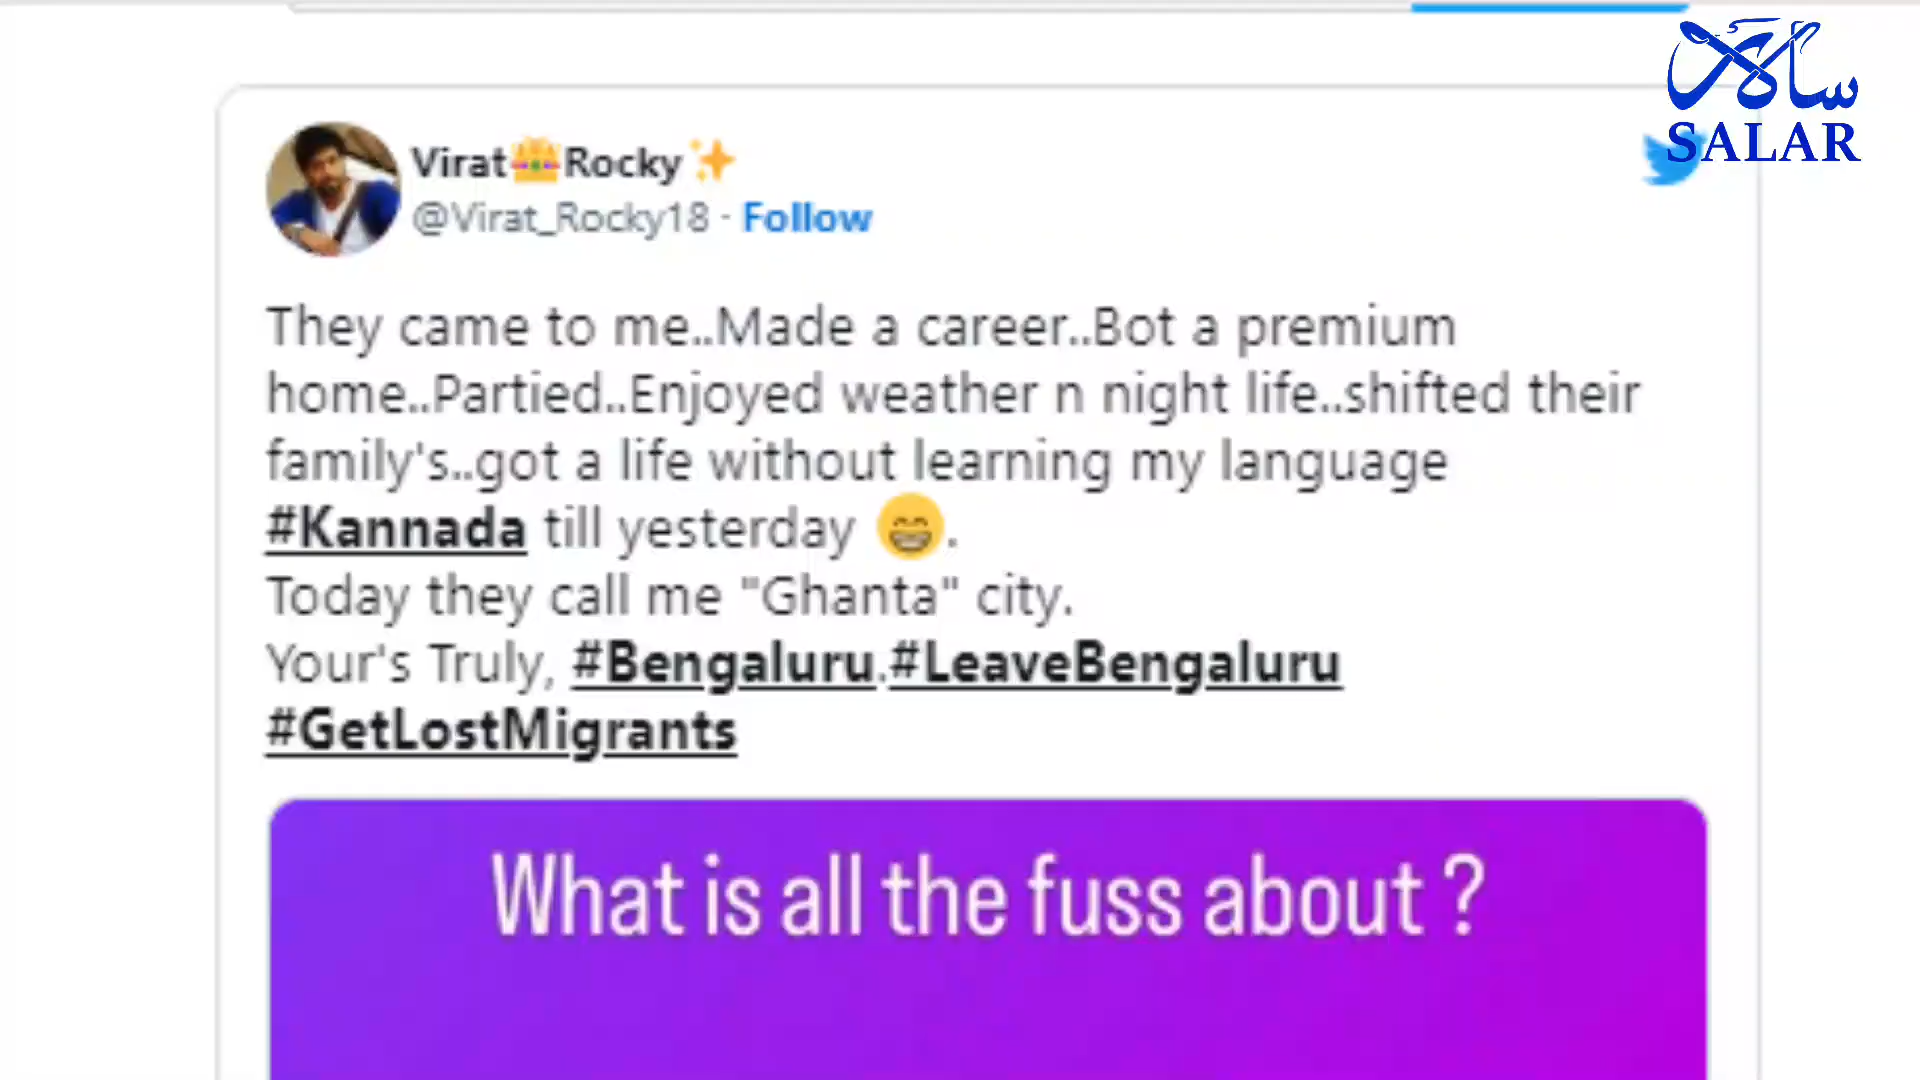 سالار
SALAR
Virat👑Rocky✨
@Virat_Rocky18 · Follow
They came to me..Made a career..Bot a premium
home..Partied..Enjoyed weather n night life..shifted their
family's..got a life without learning my language
#Kannada till yesterday 😁.
Today they call me "Ghanta" city.
Your's Truly, #Bengaluru.#LeaveBengaluru
#GetLostMigrants
What is all the fuss about ?